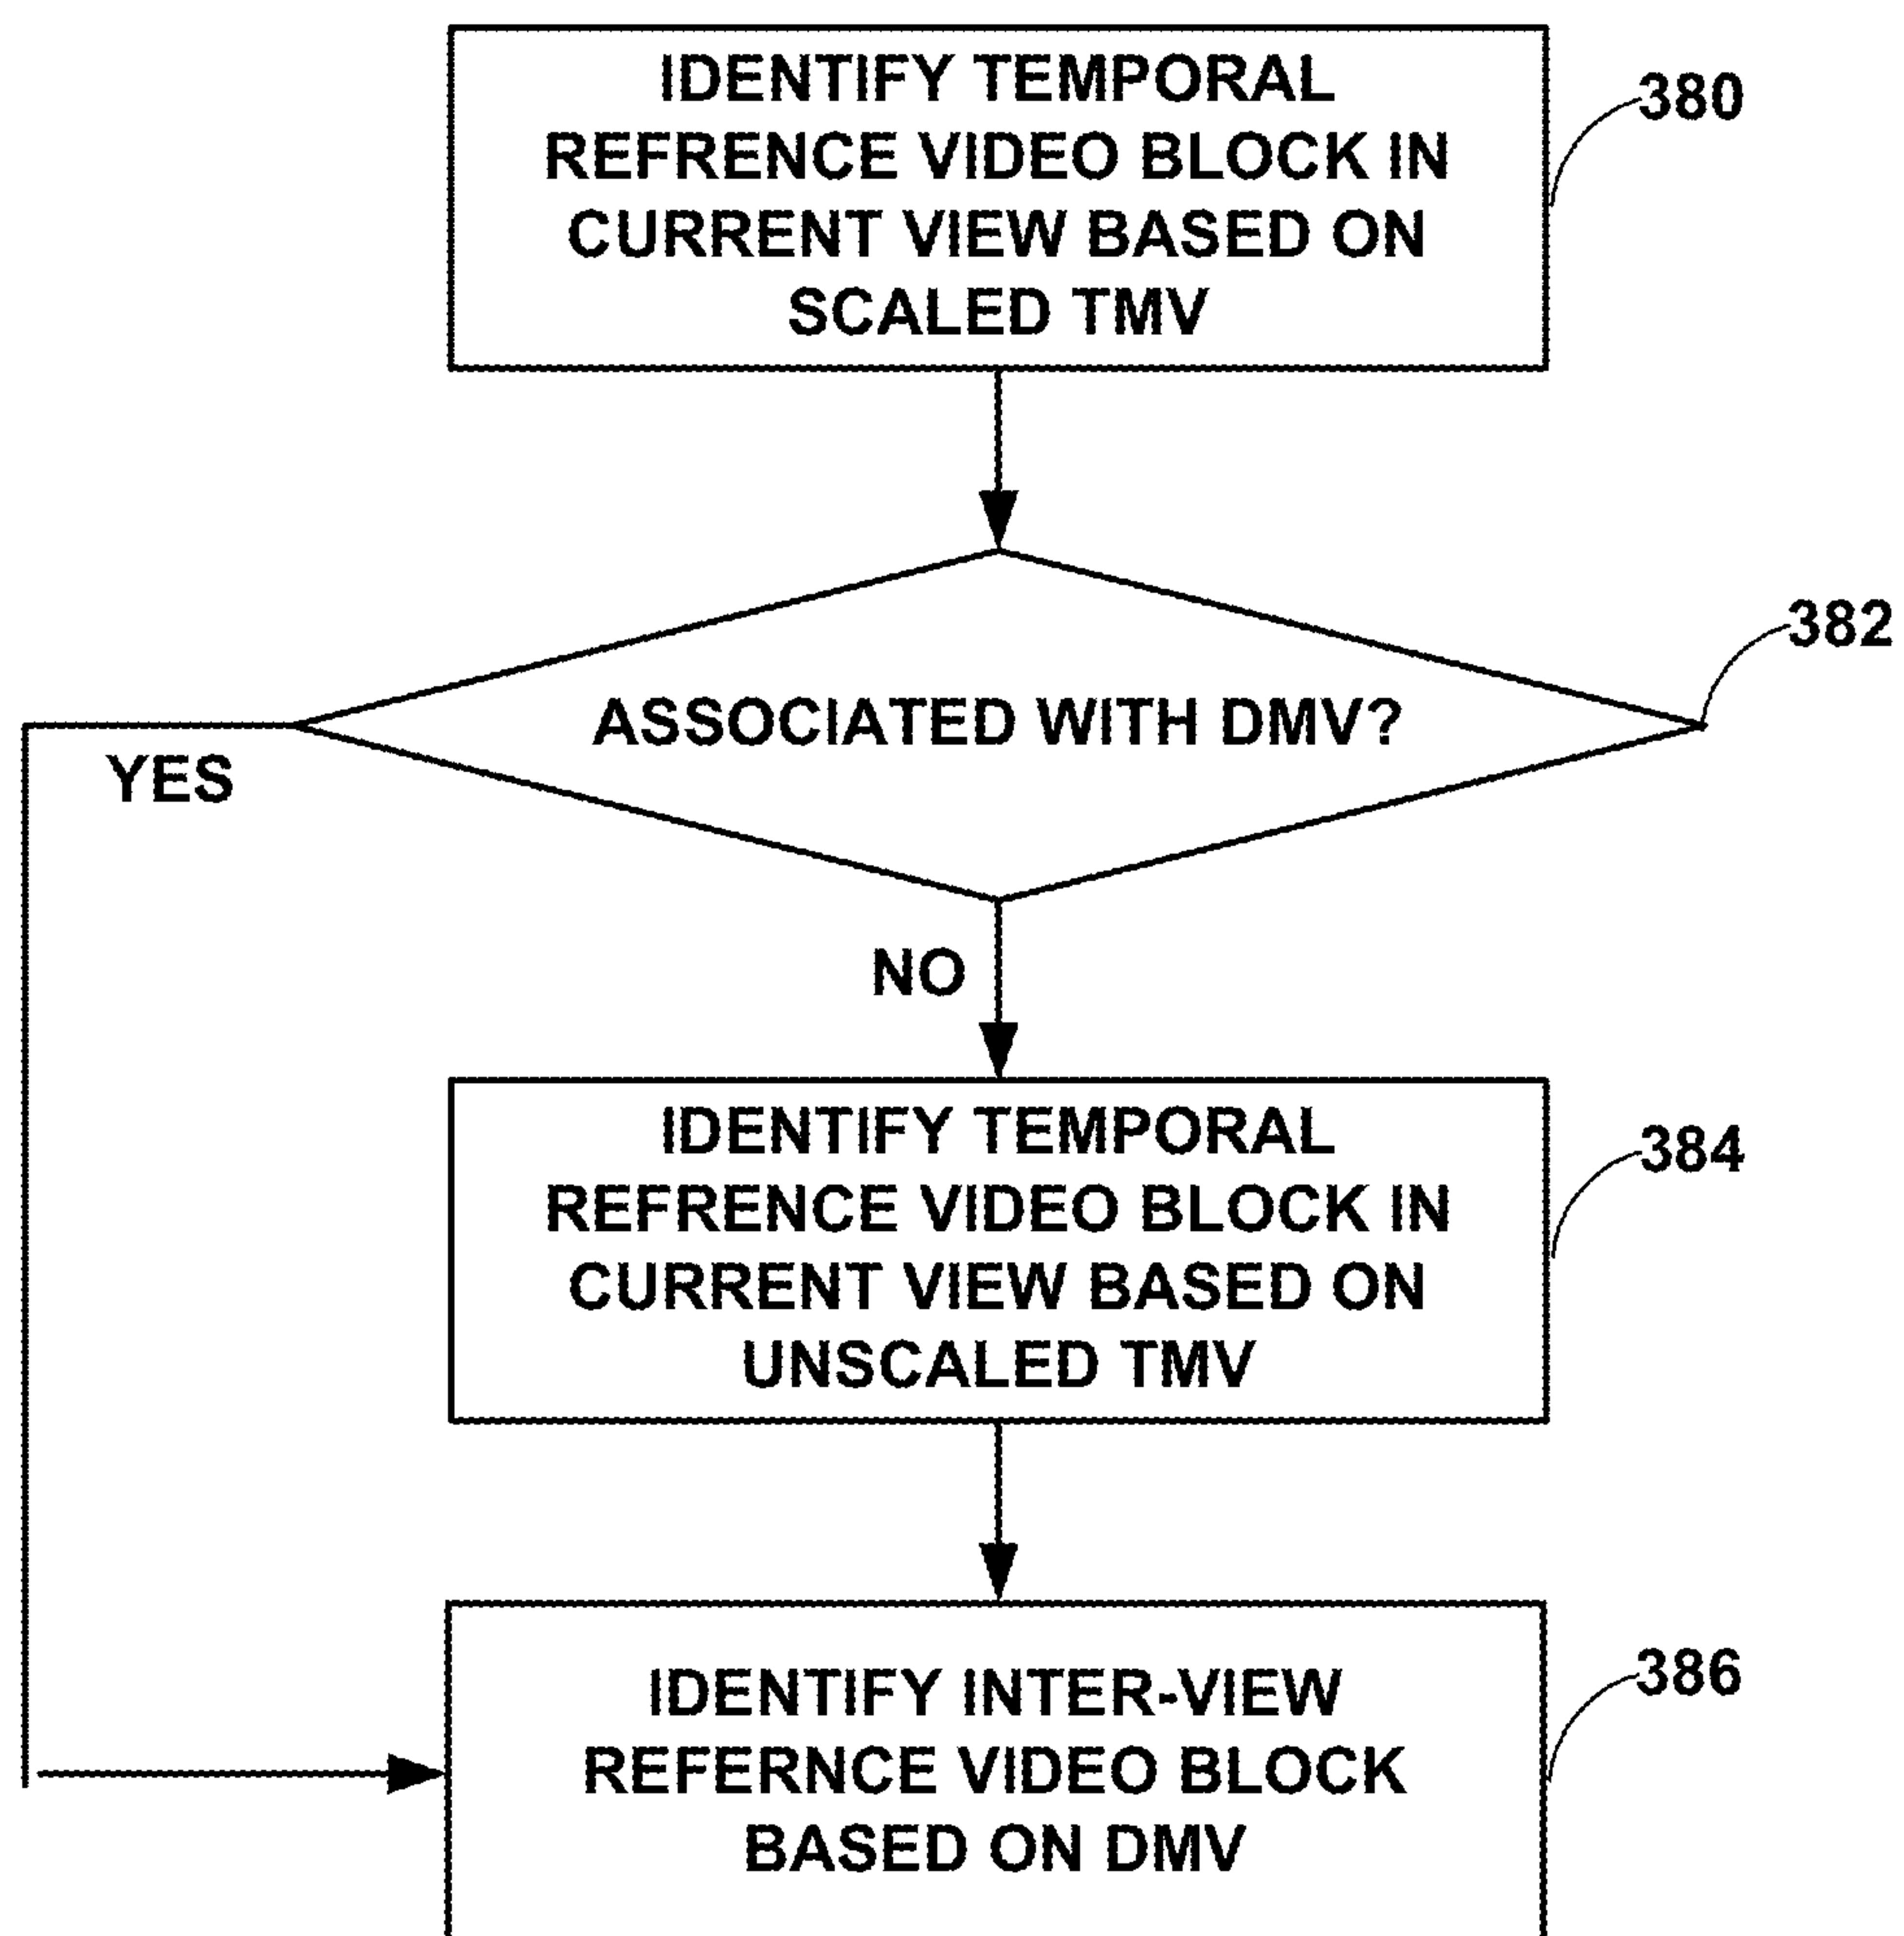 IDENTIFY TEMPORAL
REFRENCE VIDEO BLOCK IN
CURRENT VIEW BASED ON
SCALED TMV
380
382
ASSOCIATED WITH DMV?
YES
NO
IDENTIFY TEMPORAL
REFRENCE VIDEO BLOCK IN
CURRENT VIEW BASED ON
UNSCALED TMV
384
IDENTIFY INTER-VIEW
REFERNCE VIDEO BLOCK
BASED ON DMV
386